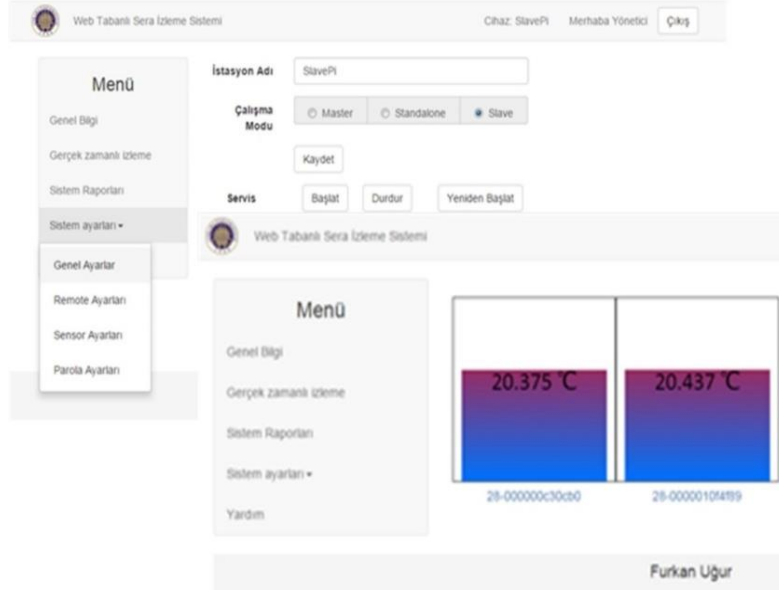 Web Tabanlı Sera İzleme Sistemi
Cihaz: SlavePi Merhaba Yönetici Çıkış
Menü
Genel Bilgi
Gerçek zamanlı izleme
Sistem Raporları
Sistem ayarları
Genel Ayarlar
Remote Ayarları
Sensor Ayarları
Parola Ayarları
İstasyon Adı SlavePi
Çalışma Modu Master Standalone Slave
Kaydet
Servis Başlat Durdur Yeniden Başlat
Web Tabanlı Sera İzleme Sistemi
Menü
Genel Bilgi
Gerçek zamanlı izleme
Sistem Raporları
Sistem ayarları
Yardım
20.375 °C 20.437 °C
28-000000c30cb0 28-0000010f4f89
Furkan Uğur